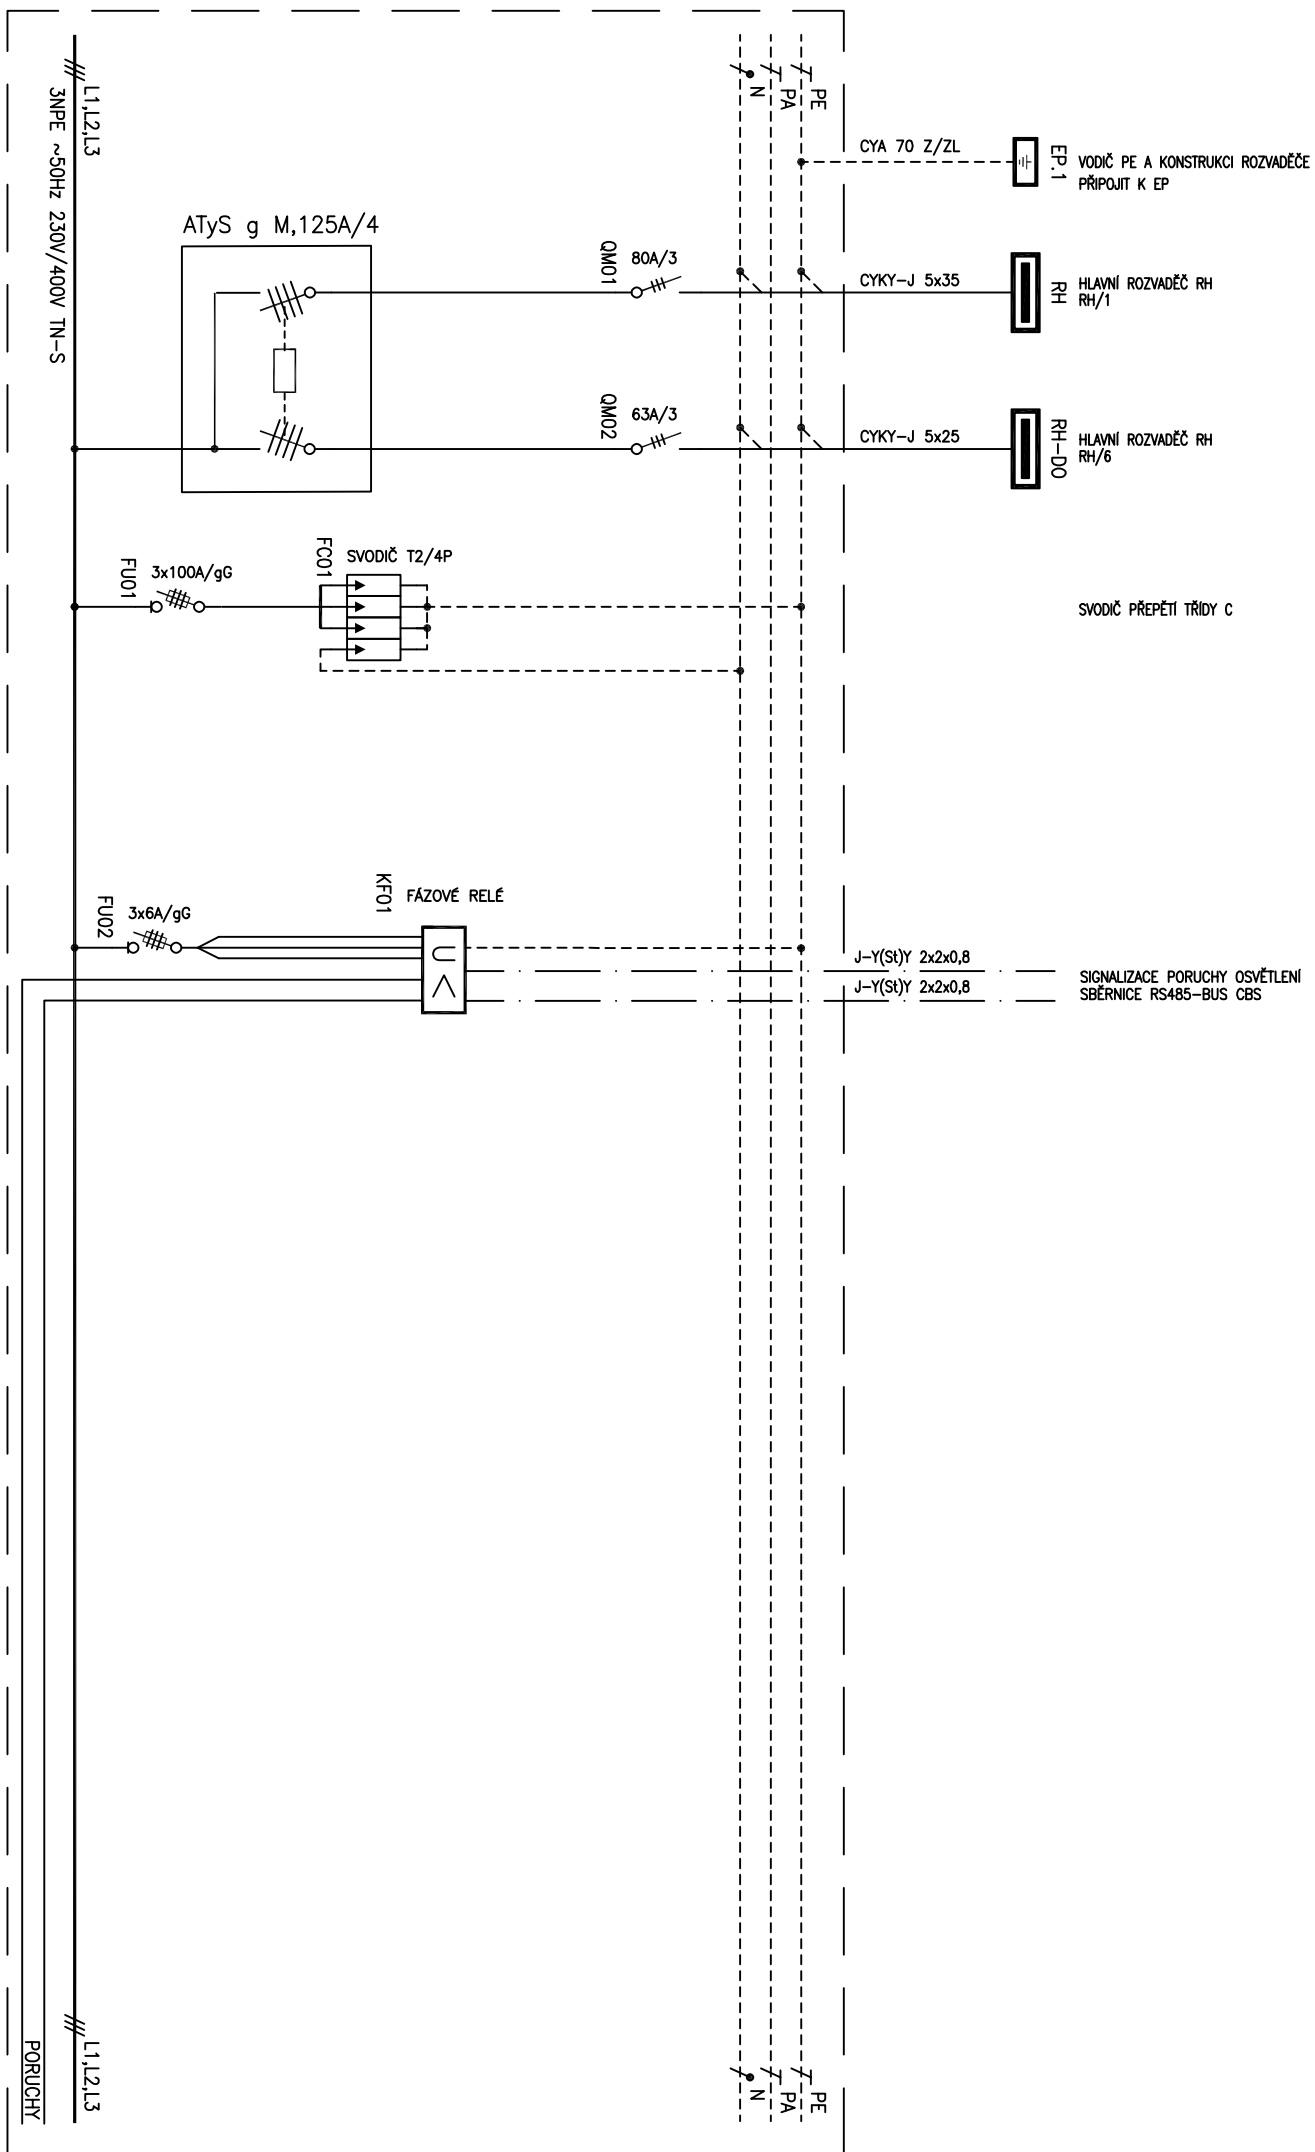 L1,L2,L3
3NPE ~50Hz 230V/400V TN-S
N
PA
PE
CYA 70 Z/ZL
EP.1
VODIČ PE A KONSTRUKCI ROZVADĚČE
PŘIPOJIT K EP
ATyS g M,125A/4
QM01
80A/3
CYKY-J 5x35
RH
HLAVNÍ ROZVADĚČ RH
RH/1
QM02
63A/3
CYKY-J 5x25
RH-DO
HLAVNÍ ROZVADĚČ RH
RH/6
FU01
3x100A/gG
FC01
SVODIČ T2/4P
SVODIČ PŘEPĚTÍ TŘÍDY C
FU02
3x6A/gG
KF01
FÁZOVÉ RELÉ
U
<
J-Y(St)Y 2x2x0,8
J-Y(St)Y 2x2x0,8
SIGNALIZACE PORUCHY OSVĚTLENÍ
SBĚRNICE RS485-BUS CBS
PORUCHY
L1,L2,L3
N
PA
PE